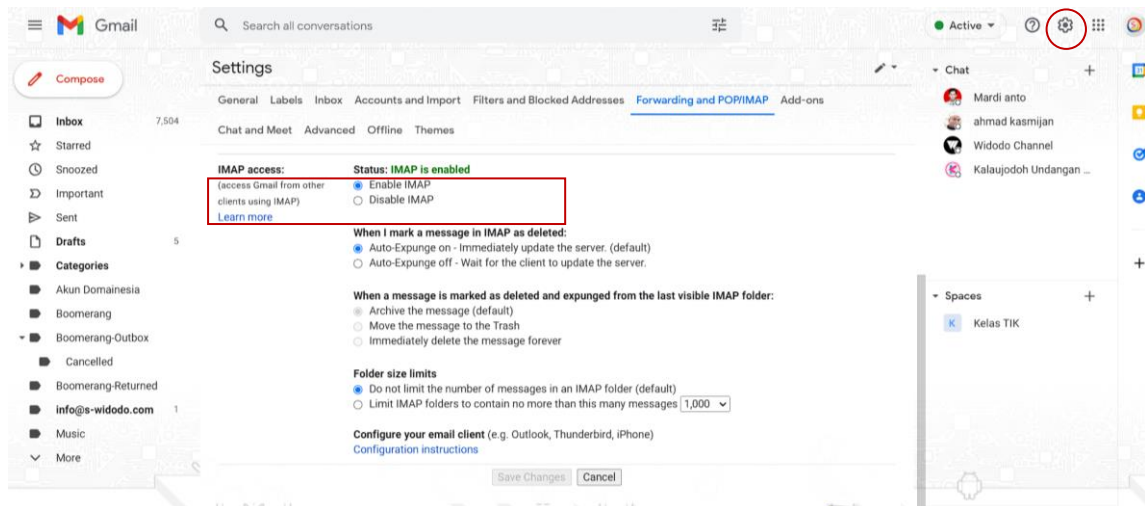 Gmail
Search all conversations
Active
Compose
Inbox 7,504
Starred
Snoozed
Important
Sent
Drafts 5
Categories
Akun Domainesia
Boomerang
Boomerang-Outbox
Cancelled
Boomerang-Returned
info@s-widodo.com 1
Music
More
Settings
General Labels Inbox Accounts and Import Filters and Blocked Addresses Forwarding and POP/IMAP Add-ons
Chat and Meet Advanced Offline Themes
IMAP access:
(access Gmail from other
clients using IMAP)
Learn more
Status: IMAP is enabled
Enable IMAP
Disable IMAP
When I mark a message in IMAP as deleted:
Auto-Expunge on - Immediately update the server. (default)
Auto-Expunge off - Wait for the client to update the server.
When a message is marked as deleted and expunged from the last visible IMAP folder:
Archive the message (default)
Move the message to the Trash
Immediately delete the message forever
Folder size limits
Do not limit the number of messages in an IMAP folder (default)
Limit IMAP folders to contain no more than this many messages 1,000
Configure your email client (e.g. Outlook, Thunderbird, iPhone)
Configuration instructions
Save Changes Cancel
Chat
Mardi anto
ahmad kasmijan
Widodo Channel
Kalaujodoh Undangan ...
Spaces
K Kelas TIK